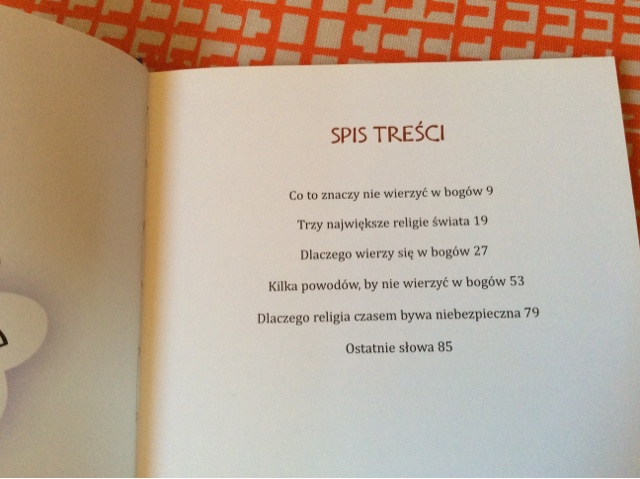 SPIS TREŚCI
Co to znaczy nie wierzyć w bogów 9
Trzy największe religie świata 19
Dlaczego wierzy się w bogów 27
Kilka powodów, by nie wierzyć w bogów 53
Dlaczego religia czasem bywa niebezpieczna 79
Ostatnie słowa 85